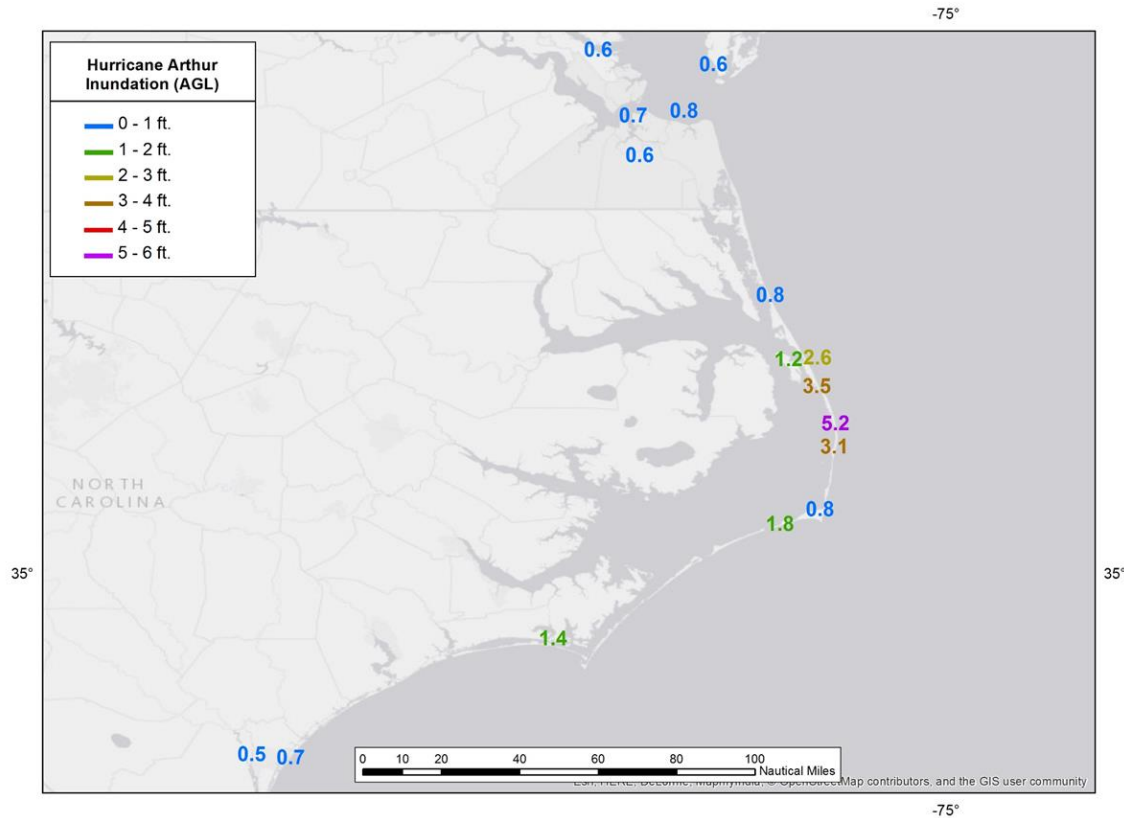 -75°
Hurricane Arthur
Inundation (AGL)
0 - 1 ft.
1 - 2 ft.
2 - 3 ft.
3 - 4 ft.
4 - 5 ft.
5 - 6 ft.
0.6
0.6
0.7
0.8
0.6
0.8
1.2
2.6
3.5
5.2
3.1
0.8
1.8
NORTH
CAROLINA
35°
35°
1.4
0.5
0.7
0 10 20 40 60 80 100
Nautical Miles
contributors, and the GIS user community
-75°